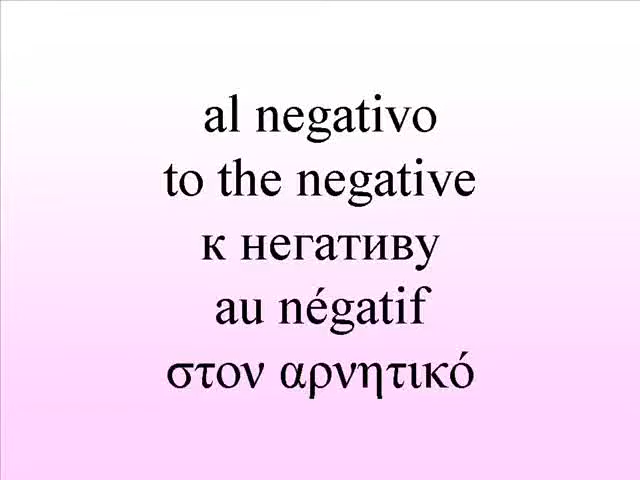 al negativo
to the negative
к негативу
au négatif
στον αρνητικό